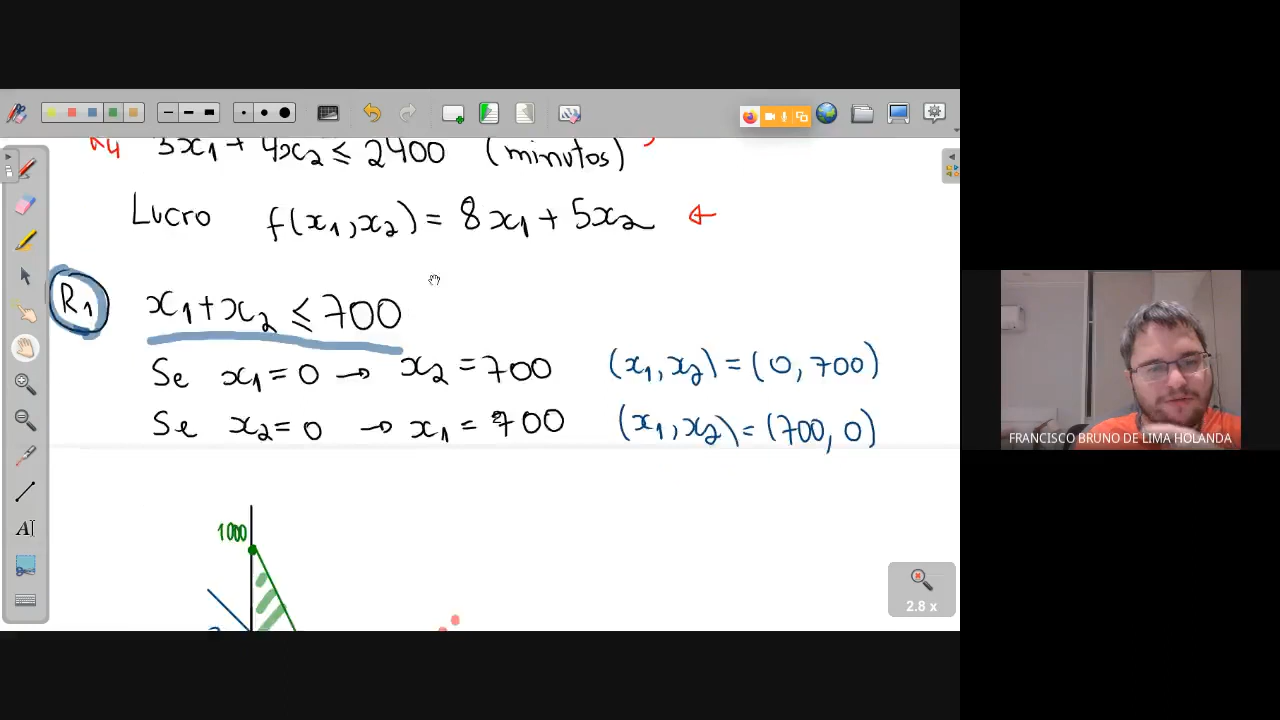 R4 3x1 + 4x2 ≤ 2400 (minutos)
Lucro f(x1,x2) = 8x1 + 5x2 ←
R1 x1+x2 ≤ 700
Se x1 = 0 → x2 = 700 (x1,x2) = (0,700)
Se x2 = 0 → x1 = 700 (x1,x2) = (700,0)
1000
A
2.8 x
FRANCISCO BRUNO DE LIMA HOLANDA